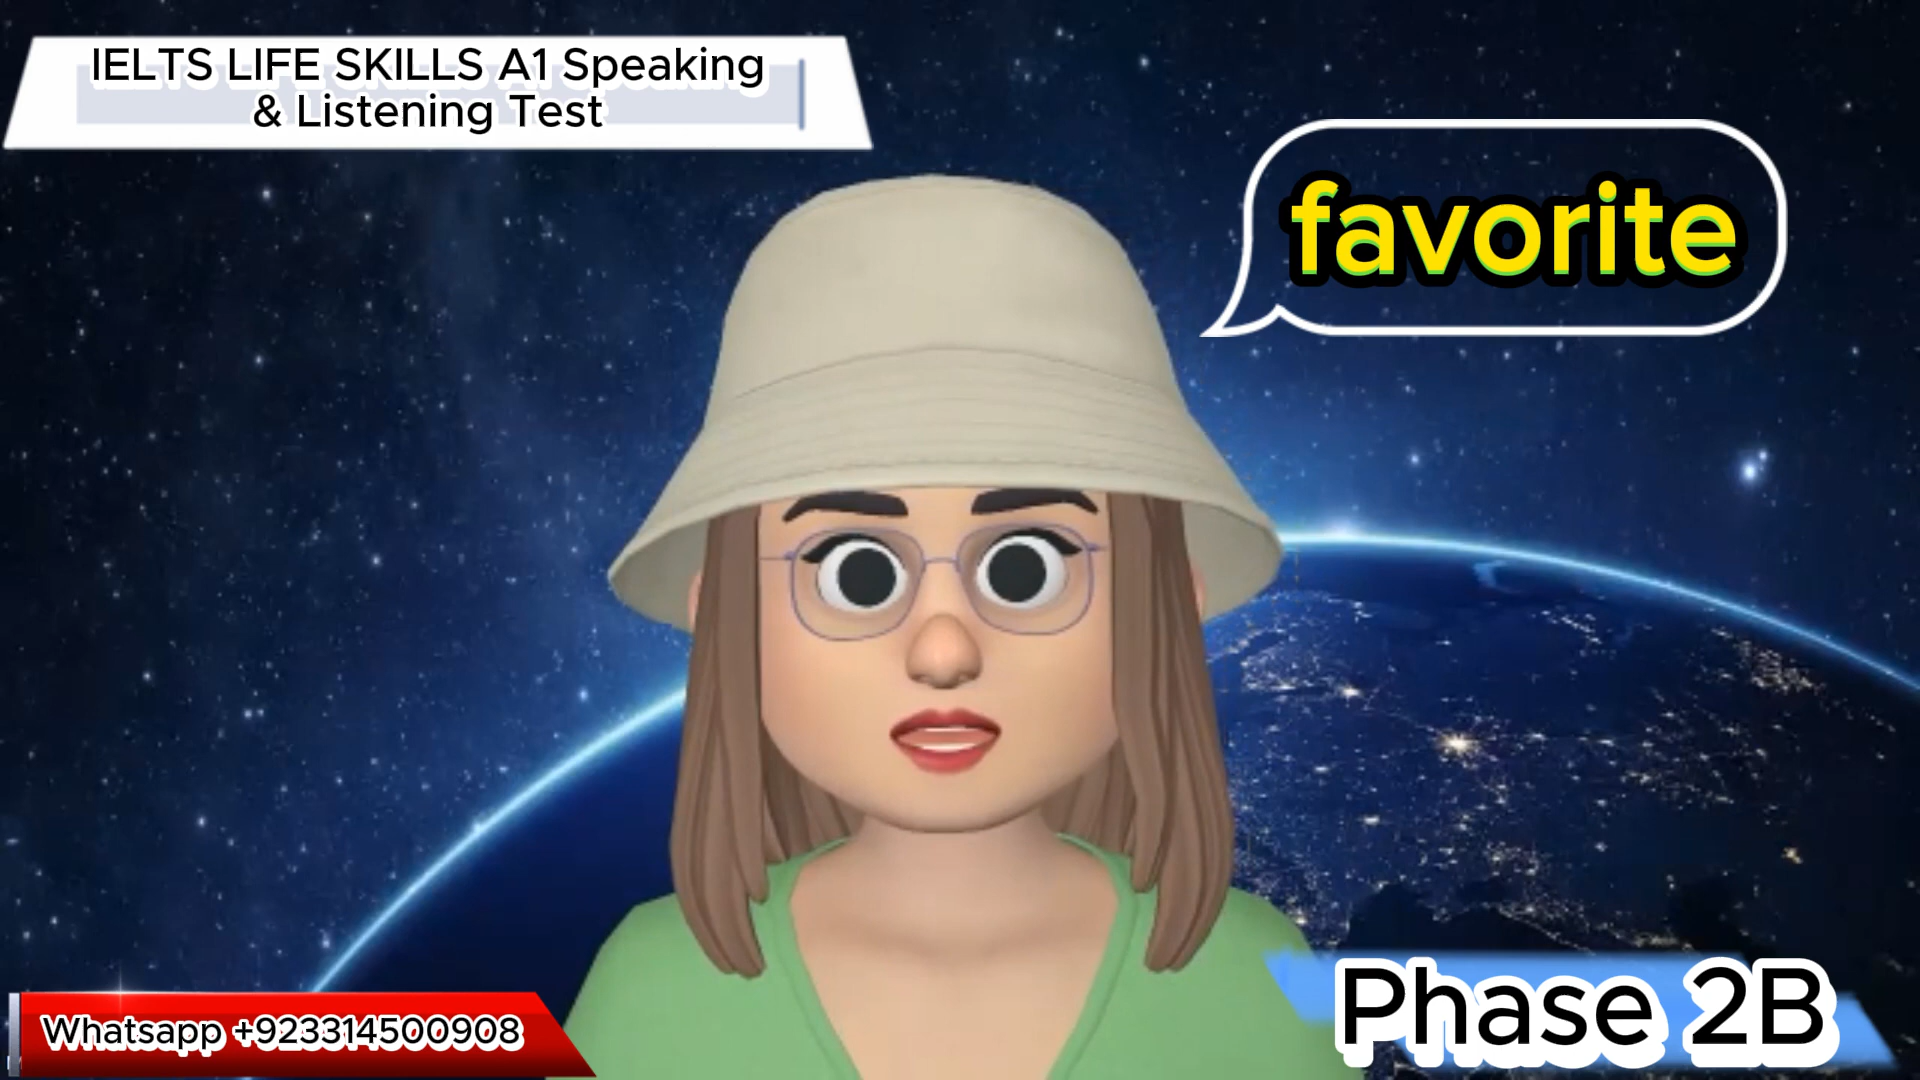 IELTS LIFE SKILLS A1 Speaking
& Listening Test
favorite
Whatsapp +923314500908
Phase 2B